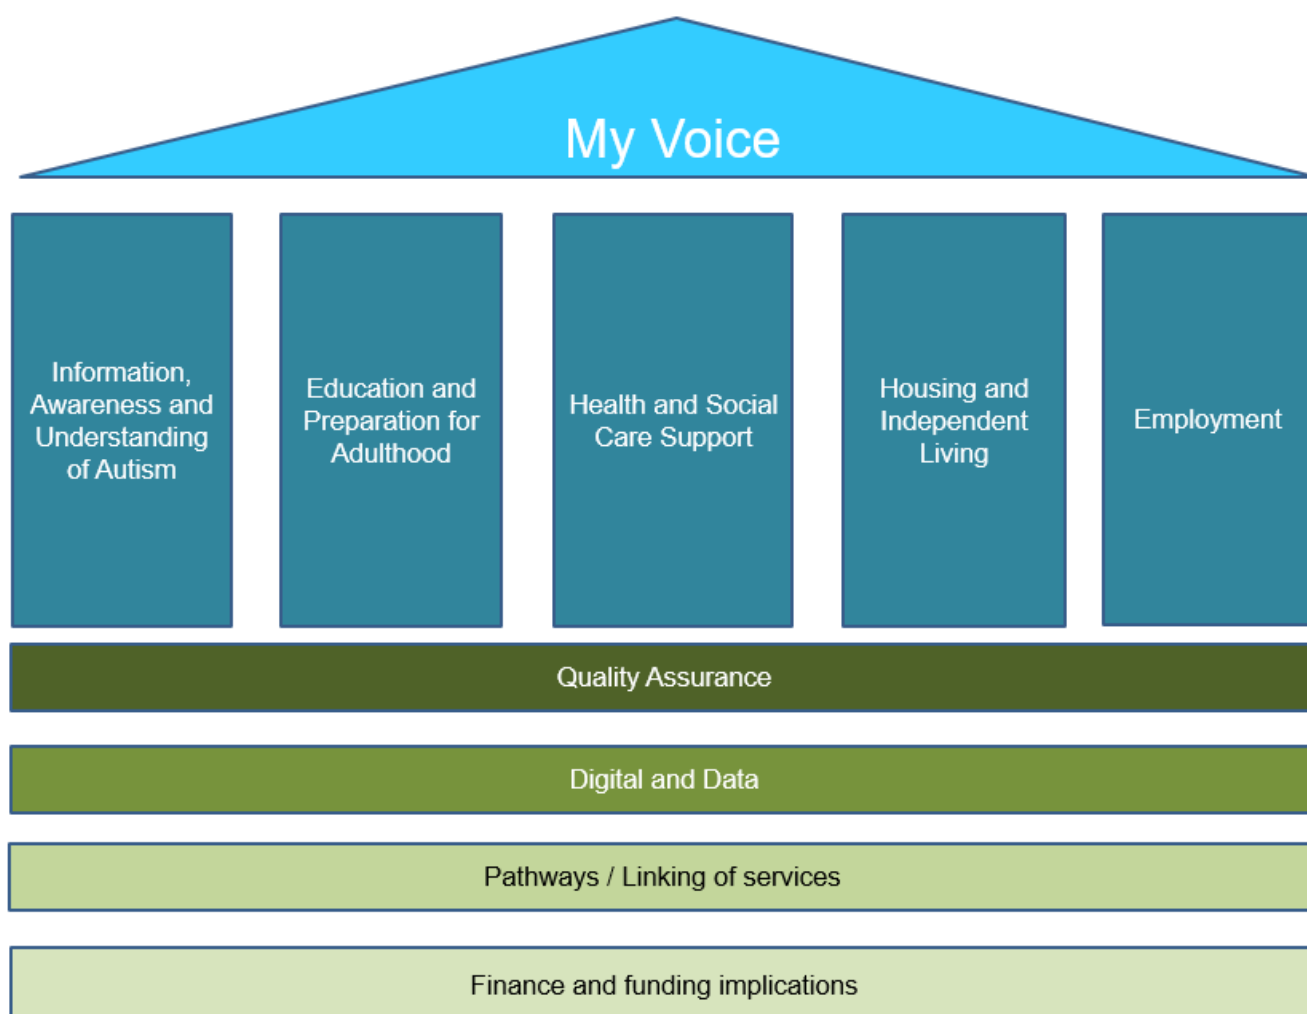 My Voice
Information,
Awareness and
Understanding
of Autism
Education and
Preparation for
Adulthood
Health and Social
Care Support
Housing and
Independent
Living
Employment
Quality Assurance
Digital and Data
Pathways / Linking of services
Finance and funding implications